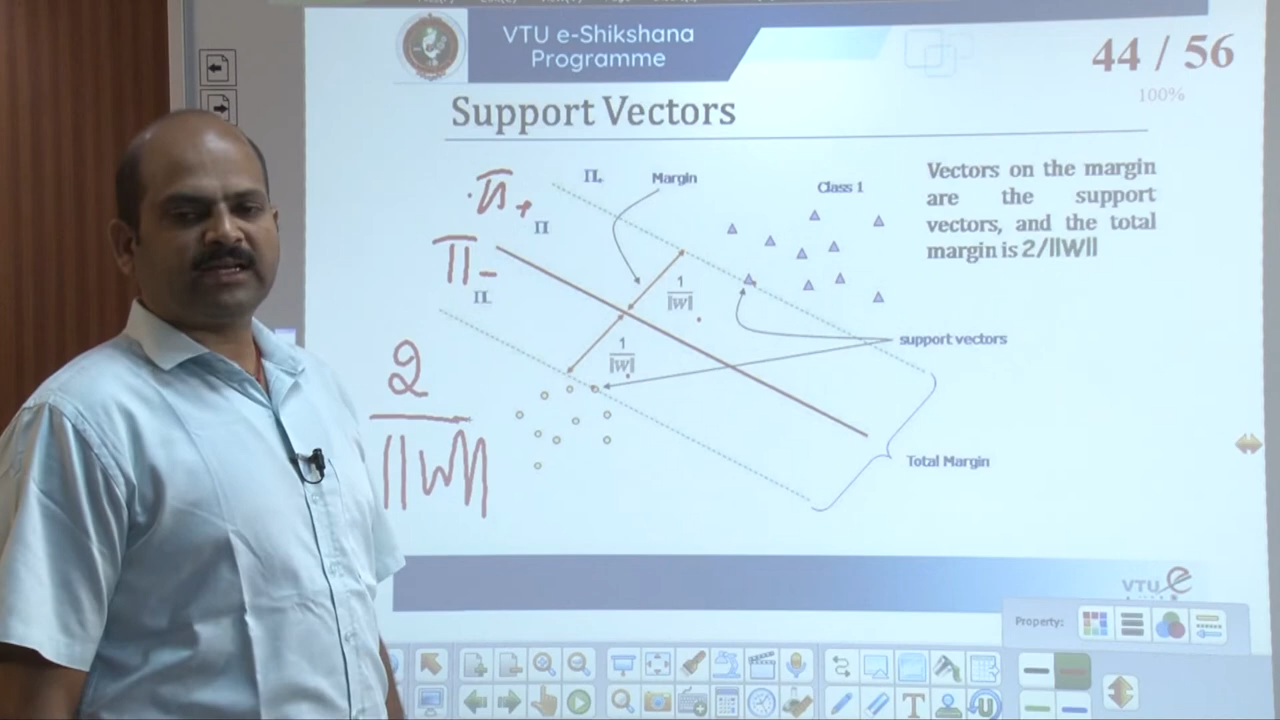 VTU e-Shikshana
Programme
44 / 56
100%
Support Vectors
Π+
Margin
Class 1
Vectors on the margin
are the support
vectors, and the total
margin is 2/||W||
π+
Π
Π-
Π-
1
|w|
support vectors
1
|w|
2
||W||
Total Margin
VTU e
Property:
T